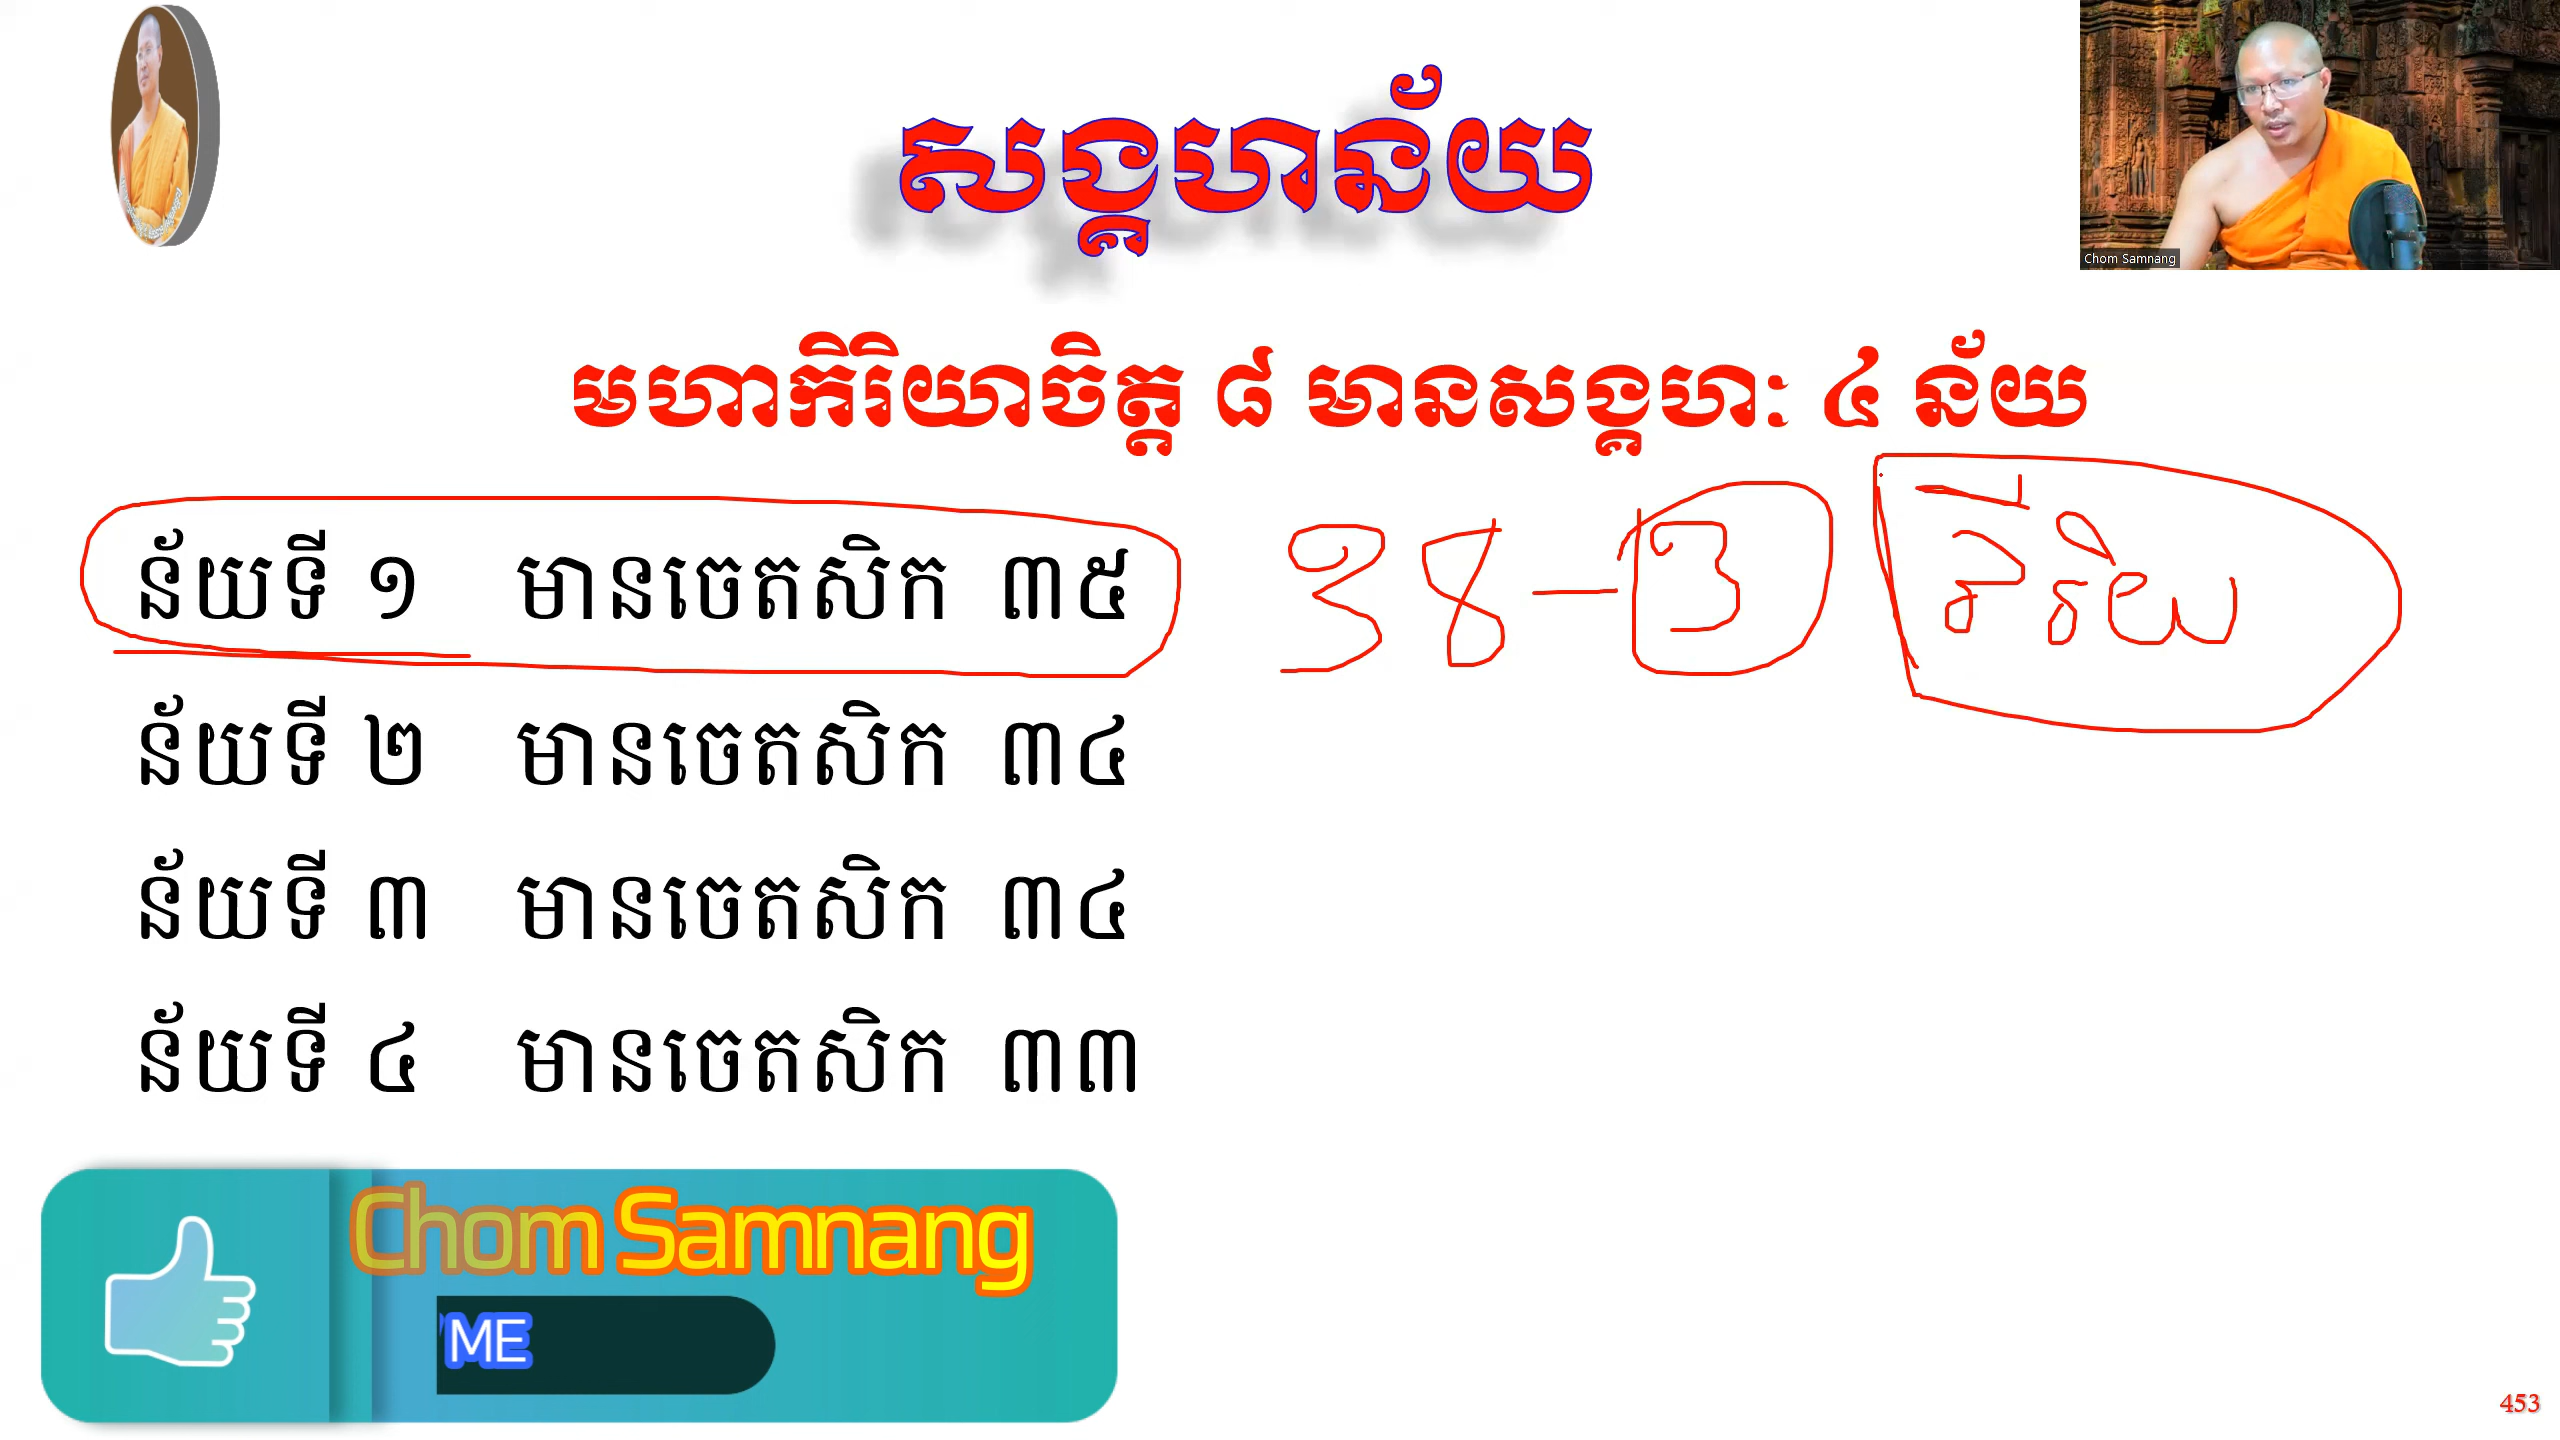 សង្គហន័យ
Chom Samnang
មហាកិរិយាចិត្ត ៨ មានសង្គហៈ ៤ ន័យ
ន័យទី ១ មានចេតសិក ៣៥ 38-3
ន័យទី ២ មានចេតសិក ៣៤
ន័យទី ៣ មានចេតសិក ៣៤
ន័យទី ៤ មានចេតសិក ៣៣
Chom Samnang
ME
453